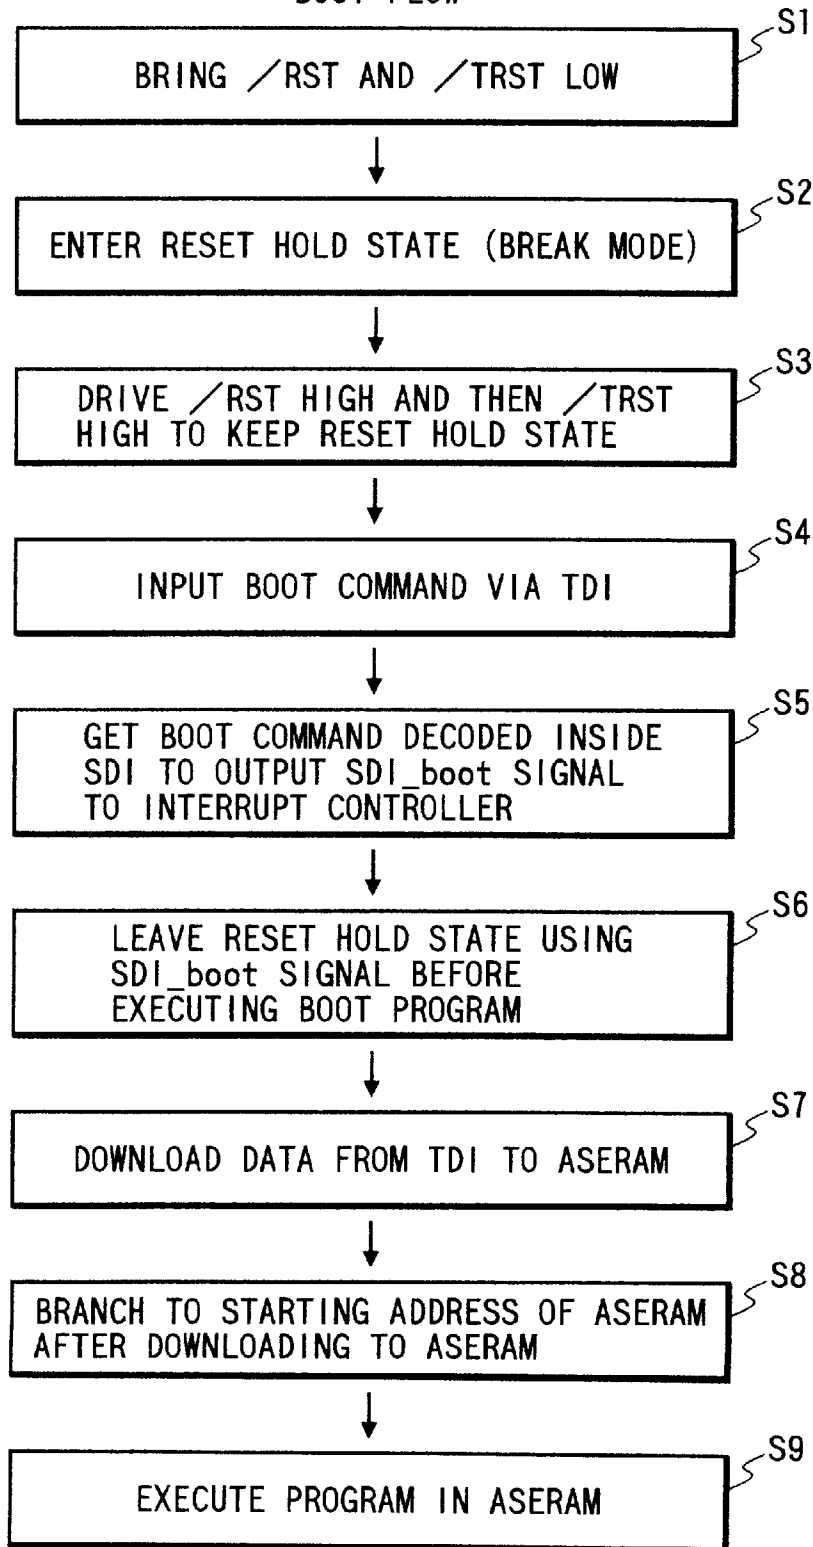 S1
BRING /RST AND /TRST LOW
S2
ENTER RESET HOLD STATE (BREAK MODE)
S3
DRIVE /RST HIGH AND THEN /TRST
HIGH TO KEEP RESET HOLD STATE
S4
INPUT BOOT COMMAND VIA TDI
S5
GET BOOT COMMAND DECODED INSIDE
SDI TO OUTPUT SDI_boot SIGNAL
TO INTERRUPT CONTROLLER
S6
LEAVE RESET HOLD STATE USING
SDI_boot SIGNAL BEFORE
EXECUTING BOOT PROGRAM
S7
DOWNLOAD DATA FROM TDI TO ASERAM
S8
BRANCH TO STARTING ADDRESS OF ASERAM
AFTER DOWNLOADING TO ASERAM
S9
EXECUTE PROGRAM IN ASERAM